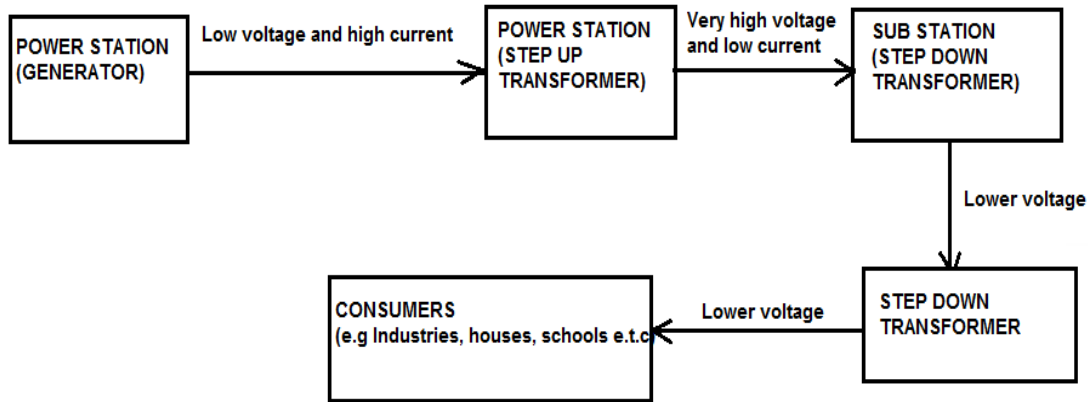 POWER STATION
(GENERATOR)
Low voltage and high current
POWER STATION
(STEP UP
TRANSFORMER)
Very high voltage
and low current
SUB STATION
(STEP DOWN
TRANSFORMER)
Lower voltage
STEP DOWN
TRANSFORMER
Lower voltage
CONSUMERS
(e.g Industries, houses, schools e.t.c)